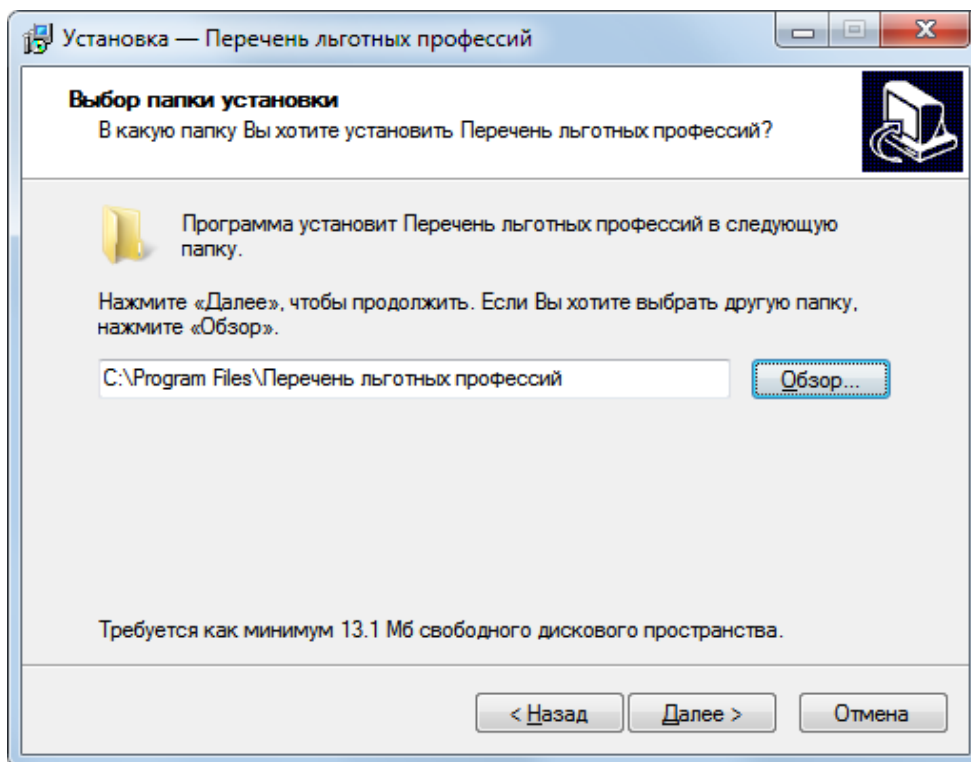 Установка — Перечень льготных профессий
Выбор папки установки
В какую папку Вы хотите установить Перечень льготных профессий?
Программа установит Перечень льготных профессий в следующую
папку.
Нажмите «Далее», чтобы продолжить. Если Вы хотите выбрать другую папку,
нажмите «Обзор».
C:\Program Files\Перечень льготных профессий
Обзор...
Требуется как минимум 13.1 Мб свободного дискового пространства.
< Назад
Далее >
Отмена